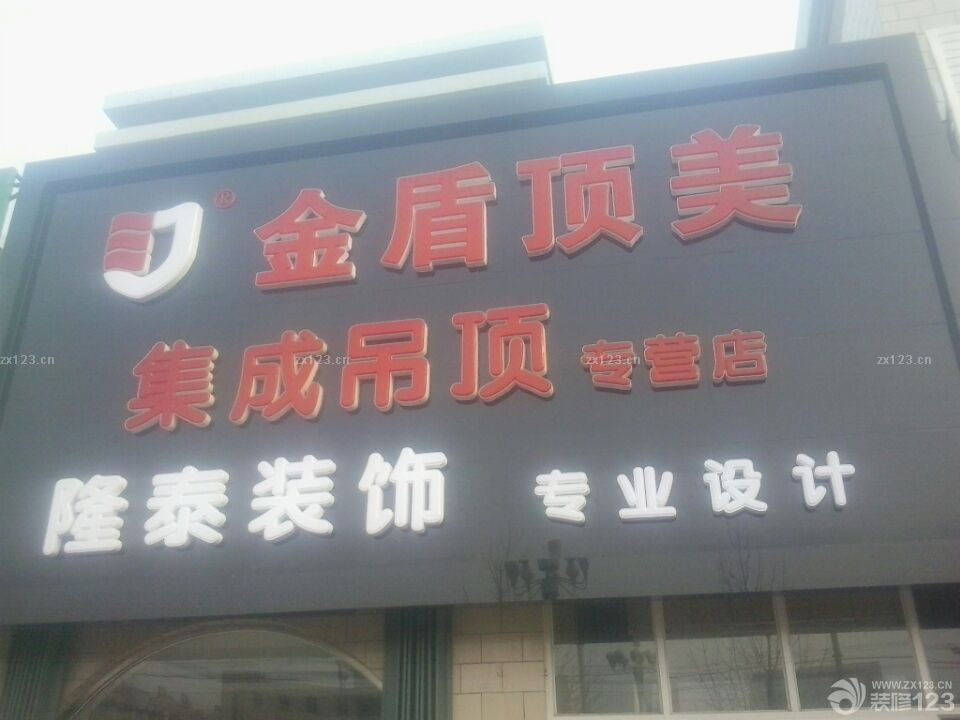 ® 金盾顶美
集成吊顶 专营店
隆泰装饰 专业设计
zx123.cn zx123.cn zx123.cn
WWW.ZX123.CN
装修123